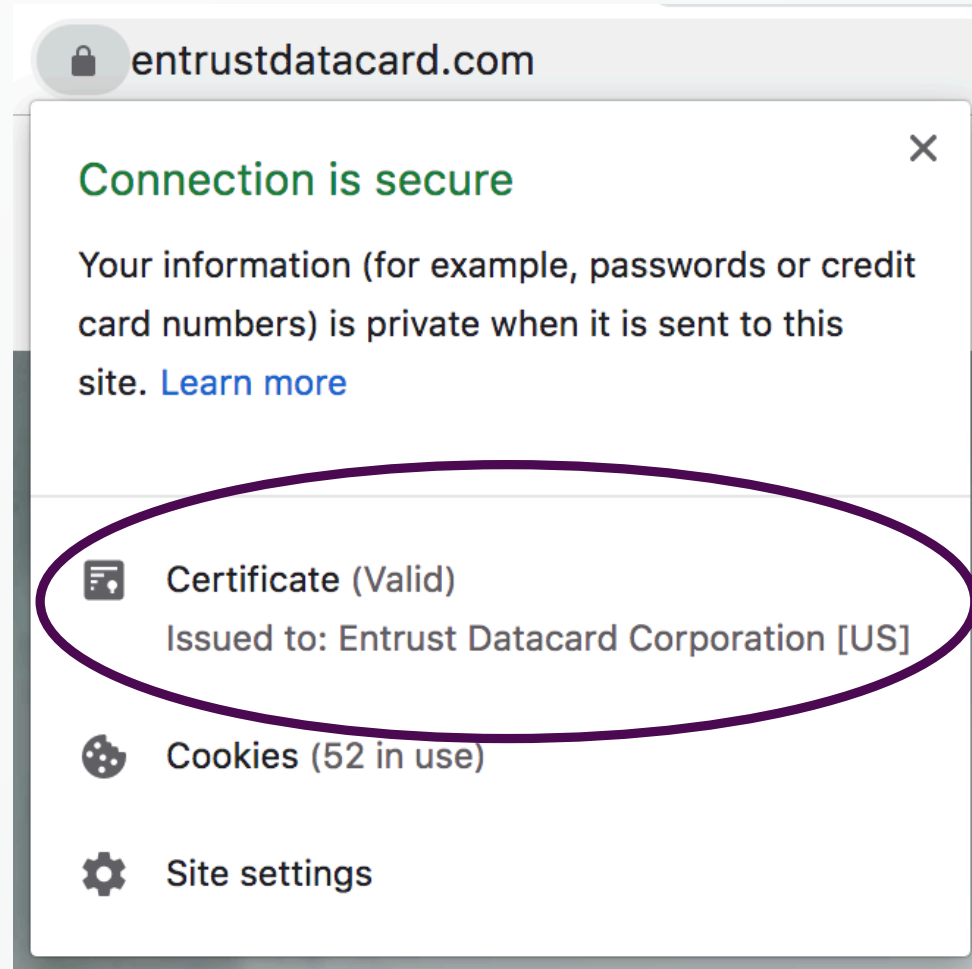 entrustdatacard.com
Connection is secure
Your information (for example, passwords or credit
card numbers) is private when it is sent to this
site. Learn more
Certificate (Valid)
Issued to: Entrust Datacard Corporation [US]
Cookies (52 in use)
Site settings